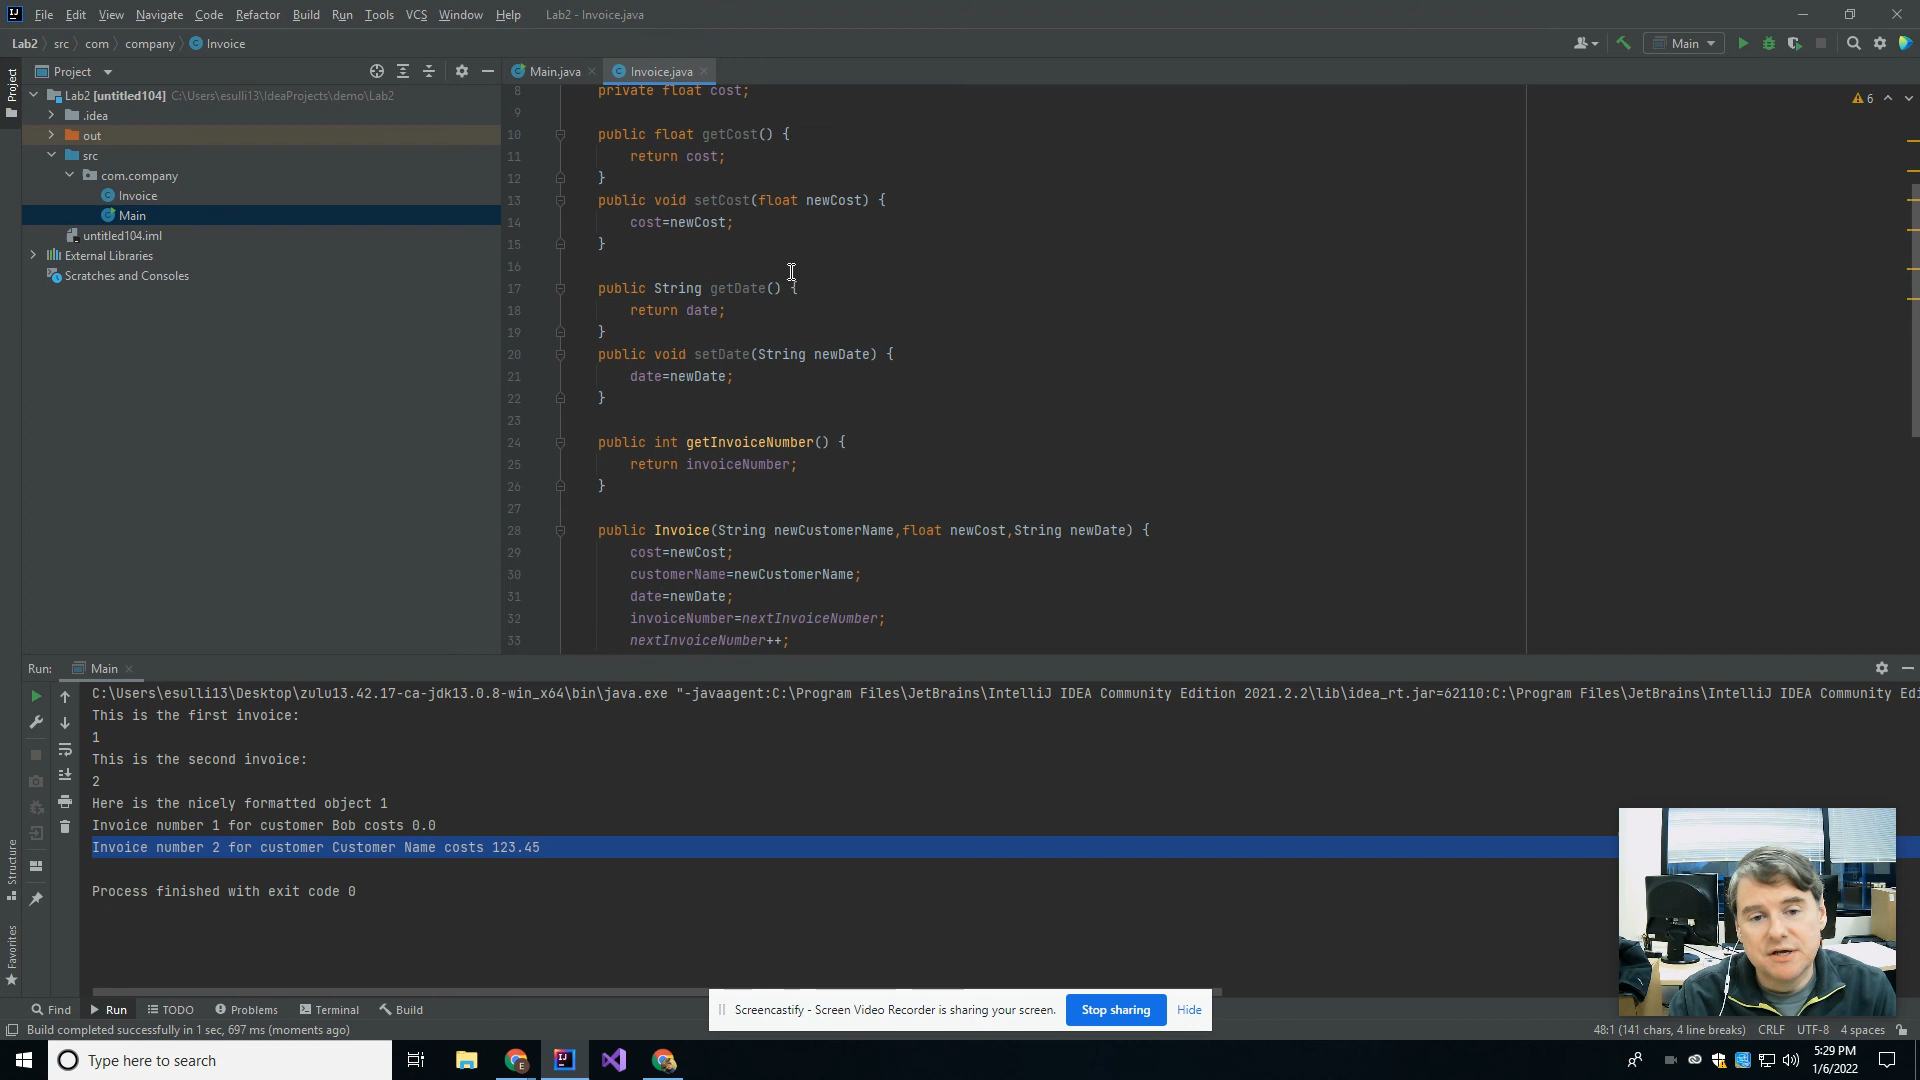 File Edit View Navigate Code Refactor Build Run Tools VCS Window Help Lab2 - Invoice.java
Lab2 src com company Invoice
Main
Project
Main.java
Invoice.java
Project
Lab2 [untitled104] C:\Users\esulli13\IdeaProjects\demo\Lab2
.idea
out
src
com.company
Invoice
Main
untitled104.iml
External Libraries
Scratches and Consoles
6
8 private float cost;
9
10 public float getCost() {
11 return cost;
12 }
13 public void setCost(float newCost) {
14 cost=newCost;
15 }
16
17 public String getDate() {
18 return date;
19 }
20 public void setDate(String newDate) {
21 date=newDate;
22 }
23
24 public int getInvoiceNumber() {
25 return invoiceNumber;
26 }
27
28 public Invoice(String newCustomerName,float newCost,String newDate) {
29 cost=newCost;
30 customerName=newCustomerName;
31 date=newDate;
32 invoiceNumber=nextInvoiceNumber;
33 nextInvoiceNumber++;
Run: Main
C:\Users\esulli13\Desktop\zulu13.42.17-ca-jdk13.0.8-win_x64\bin\java.exe "-javaagent:C:\Program Files\JetBrains\IntelliJ IDEA Community Edition 2021.2.2\lib\idea_rt.jar=62110:C:\Program Files\JetBrains\IntelliJ IDEA Community Edi
This is the first invoice:
1
This is the second invoice:
2
Here is the nicely formatted object 1
Invoice number 1 for customer Bob costs 0.0
Invoice number 2 for customer Customer Name costs 123.45
Process finished with exit code 0
Structure
Favorites
Find Run TODO Problems Terminal Build
Screencastify - Screen Video Recorder is sharing your screen. Stop sharing Hide
Build completed successfully in 1 sec, 697 ms (moments ago)
48:1 (141 chars, 4 line breaks) CRLF UTF-8 4 spaces
Type here to search
5:29 PM
1/6/2022